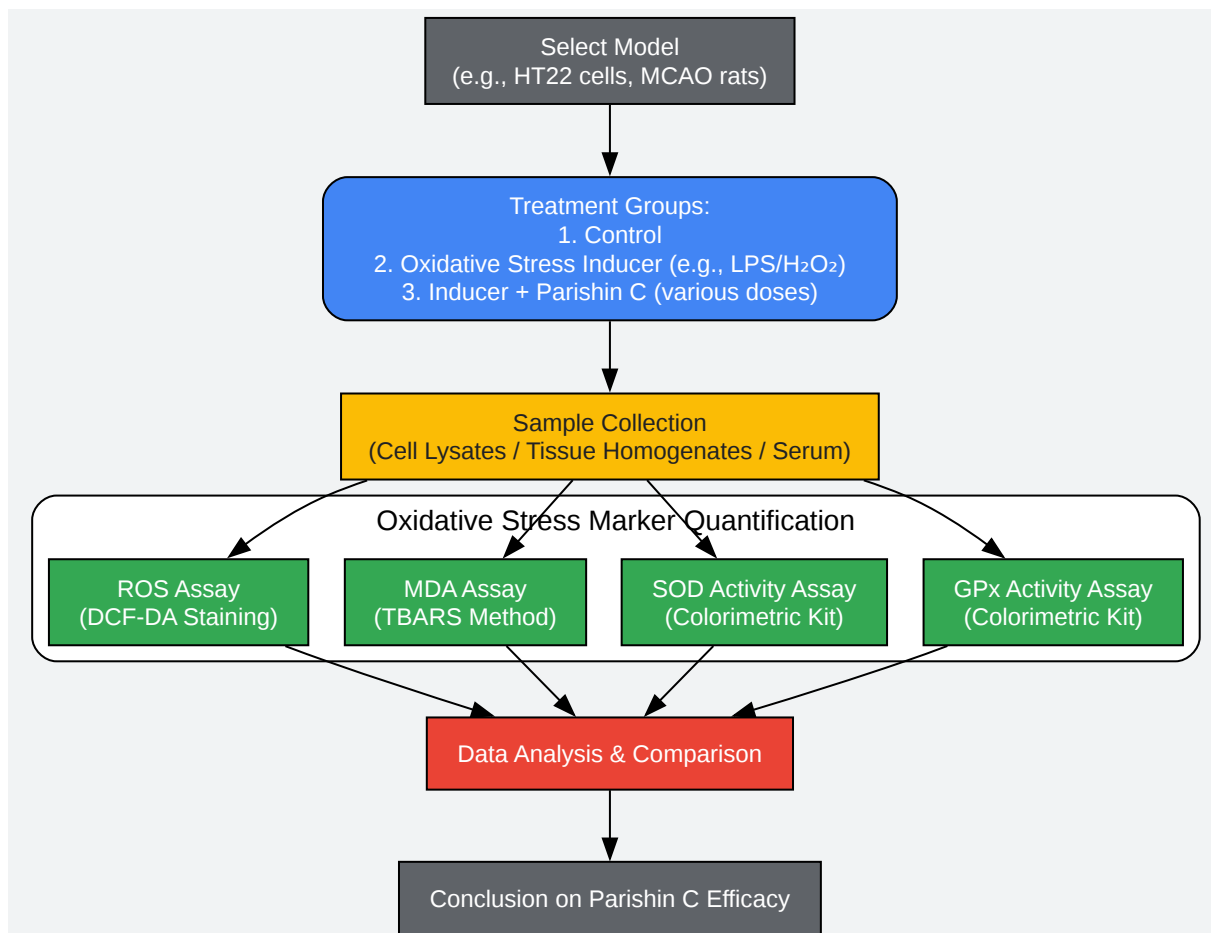 Select Model
(e.g., HT22 cells, MCAO rats)
Treatment Groups:
1. Control
2. Oxidative Stress Inducer (e.g., LPS/H₂O₂)
3. Inducer + Parishin C (various doses)
Sample Collection
(Cell Lysates / Tissue Homogenates / Serum)
Oxidative Stress Marker Quantification
ROS Assay
(DCF-DA Staining)
MDA Assay
(TBARS Method)
SOD Activity Assay
(Colorimetric Kit)
GPx Activity Assay
(Colorimetric Kit)
Data Analysis & Comparison
Conclusion on Parishin C Efficacy